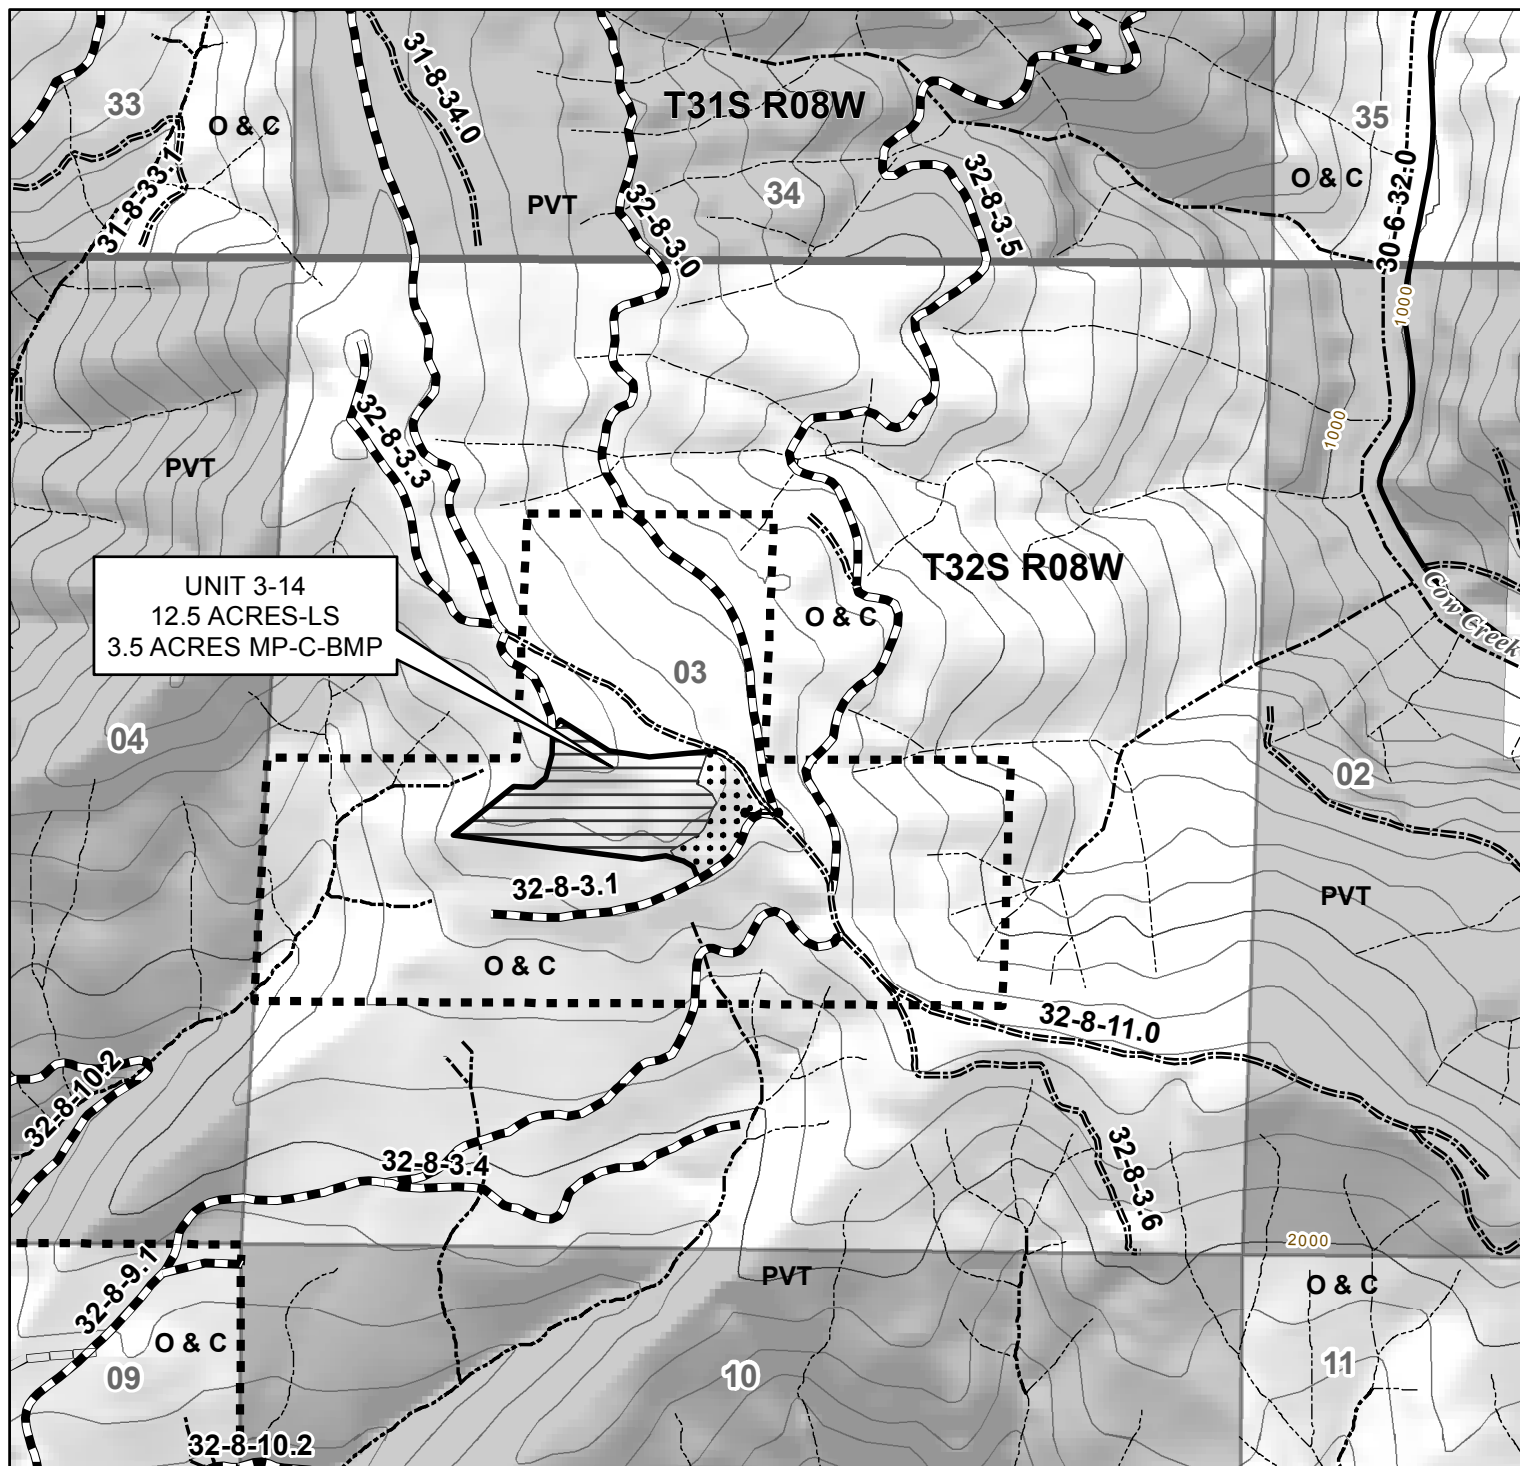 33
O & C
31-8-34.0
T31S R08W
35
O & C
30-6-32.0
31-8-33.1
PVT
34
32-8-3.0
32-8-3.5
1000
1000
32-8-3.3
PVT
T32S R08W
UNIT 3-14
12.5 ACRES-LS
3.5 ACRES MP-C-BMP
O & C
Cow Creek
03
04
02
32-8-3.1
PVT
O & C
32-8-11.0
32-8-10.2
32-8-3.4
32-8-3.6
2000
32-8-9.1
PVT
O & C
O & C
09
10
11
32-8-10.2